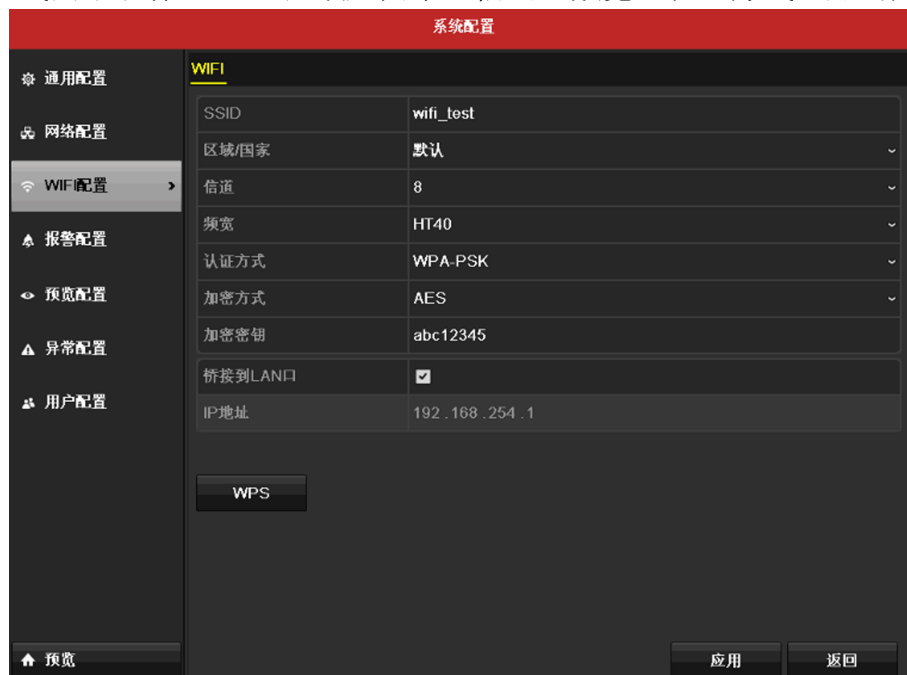 系统配置
通用配置
网络配置
WIFI配置
报警配置
预览配置
异常配置
用户配置
预览
WIFI
SSID wifi_test
区域/国家 默认
信道 8
频宽 HT40
认证方式 WPA-PSK
加密方式 AES
加密密钥 abc12345
桥接到LAN口
IP地址 192 . 168 . 254 . 1
WPS
应用 返回